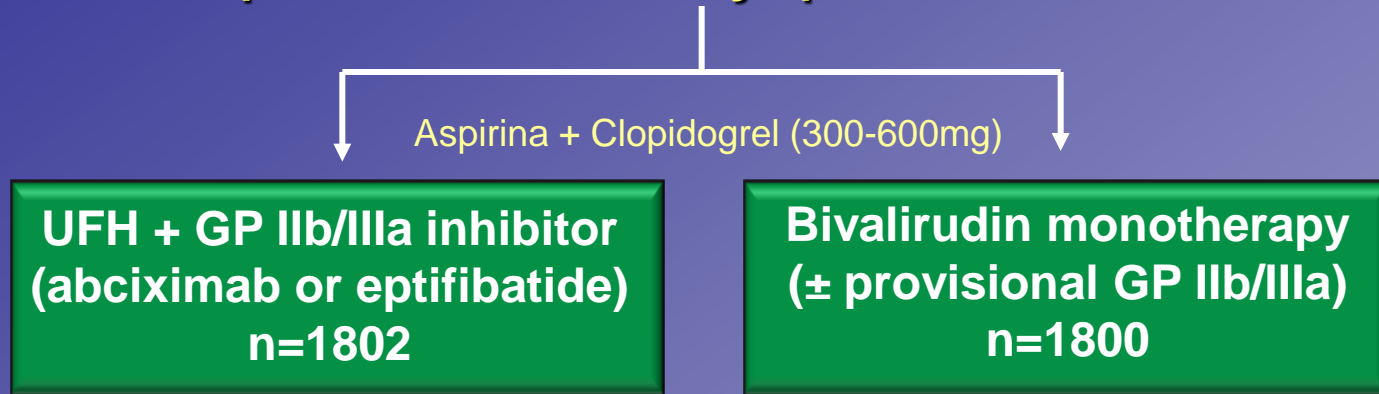 Aspirina + Clopidogrel (300-600mg)
UFH + GP IIb/IIIa inhibitor
(abciximab or eptifibatide)
n=1802
Bivalirudin monotherapy
(± provisional GP IIb/IIIa)
n=1800